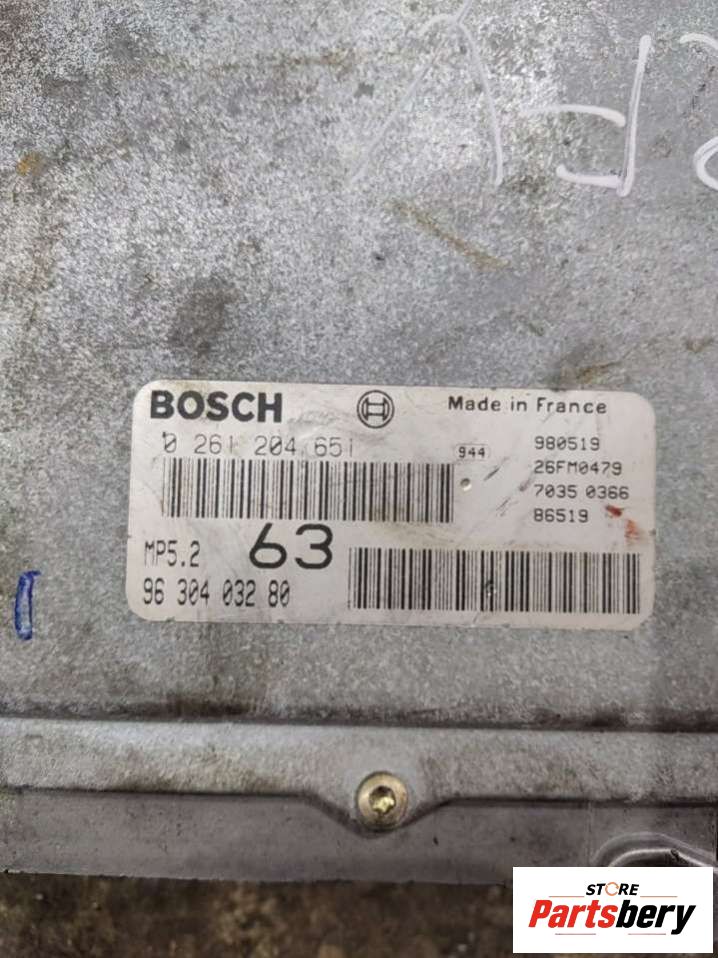 BOSCH
Made in France
0 261 204 651
944
980519
26FM0479
7035 0366
86519
MP5.2
63
96 304 032 80
STORE
Partsbery